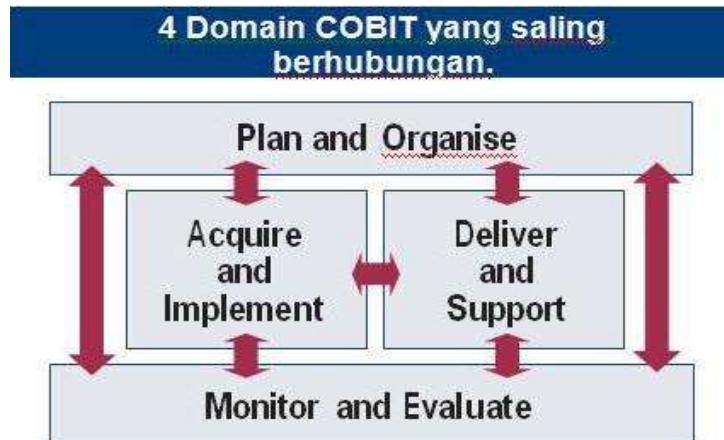 4 Domain COBIT yang saling
berhubungan.
Plan and Organise
Acquire
and
Implement
Deliver
and
Support
Monitor and Evaluate